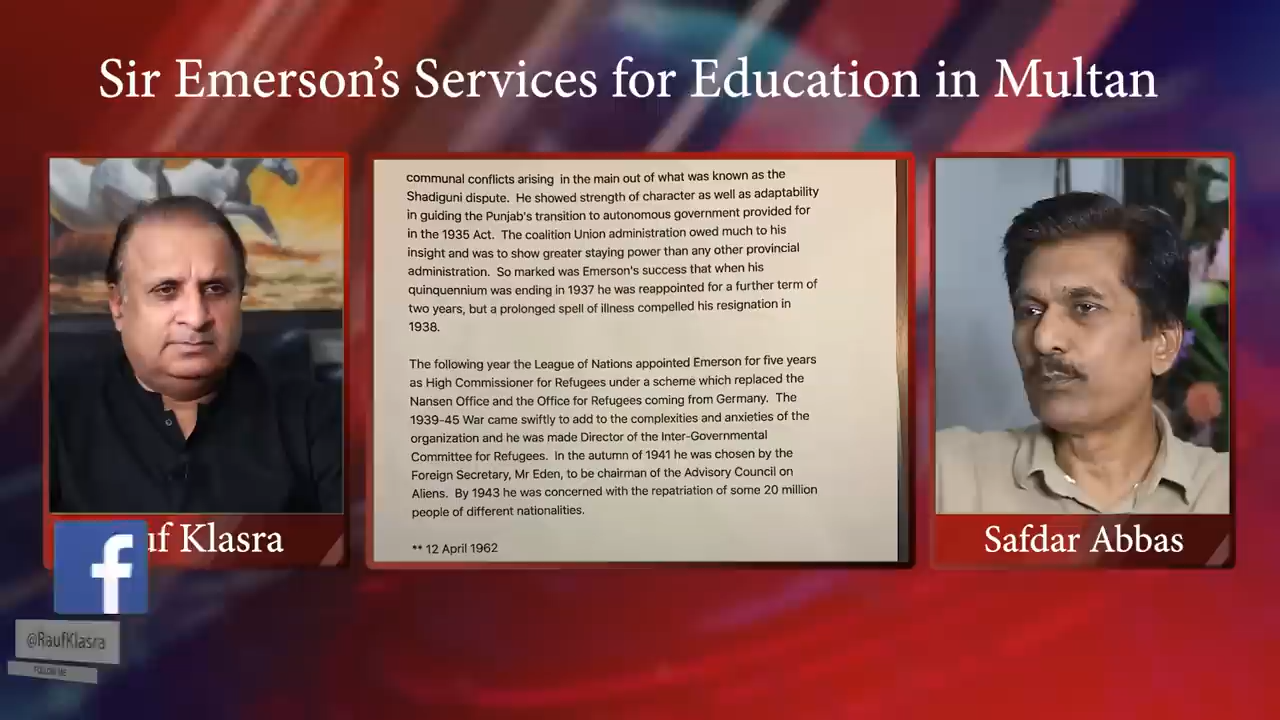 Sir Emerson's Services for Education in Multan
communal conflicts arising in the main out of what was known as the
Shadiguni dispute. He showed strength of character as well as adaptability
in guiding the Punjab's transition to autonomous government provided for
in the 1935 Act. The coalition Union administration owed much to his
insight and was to show greater staying power than any other provincial
administration. So marked was Emerson's success that when his
quinquennium was ending in 1937 he was reappointed for a further term of
two years, but a prolonged spell of illness compelled his resignation in
1938.
The following year the League of Nations appointed Emerson for five years
as High Commissioner for Refugees under a scheme which replaced the
Nansen Office and the Office for Refugees coming from Germany. The
1939-45 War came swiftly to add to the complexities and anxieties of the
organization and he was made Director of the Inter-Governmental
Committee for Refugees. In the autumn of 1941 he was chosen by the
Foreign Secretary, Mr Eden, to be chairman of the Advisory Council on
Aliens. By 1943 he was concerned with the repatriation of some 20 million
people of different nationalities.
** 12 April 1962
uf Klasra
Safdar Abbas
f
@RaufKlasra
FOLLOW ME